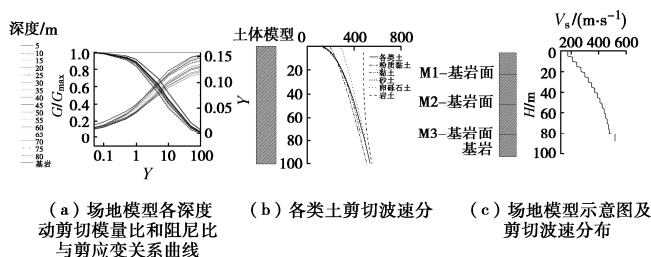 深度/m
5
10
15
20
25
30
35
40
45
50
55
60
65
70
75
80
基岩
1.0
0.8
0.6
0.4
0.2
0
G/Gmax
0.15
0.10
0.05
0
Y
0.1
1
10
100
Y
(a)场地模型各深度
动剪切模量比和阻尼比
与剪应变关系曲线
土体模型
200 400 600
20
40
60
80
100
各类土
粉质黏土
黏土
砂土
卵砾石土
岩土
(b)各类土剪切波速分
Vs/(m·s⁻¹)
200 400 600
M1-基岩面
M2-基岩面
M3-基岩面
基岩
H/m
0
20
40
60
80
100
(c)场地模型示意图及
剪切波速分布